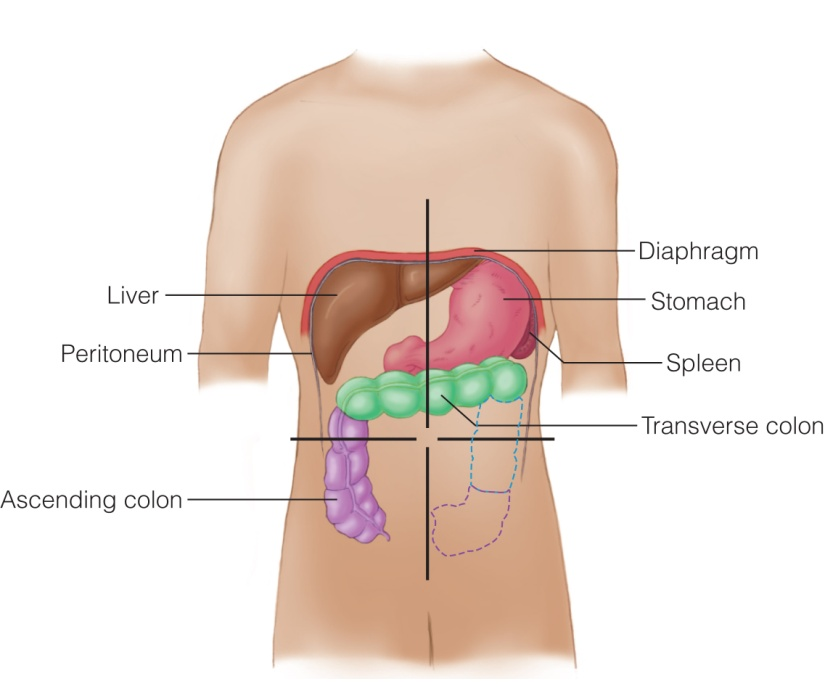 Diaphragm
Liver
Stomach
Peritoneum
Spleen
Transverse colon
Ascending colon